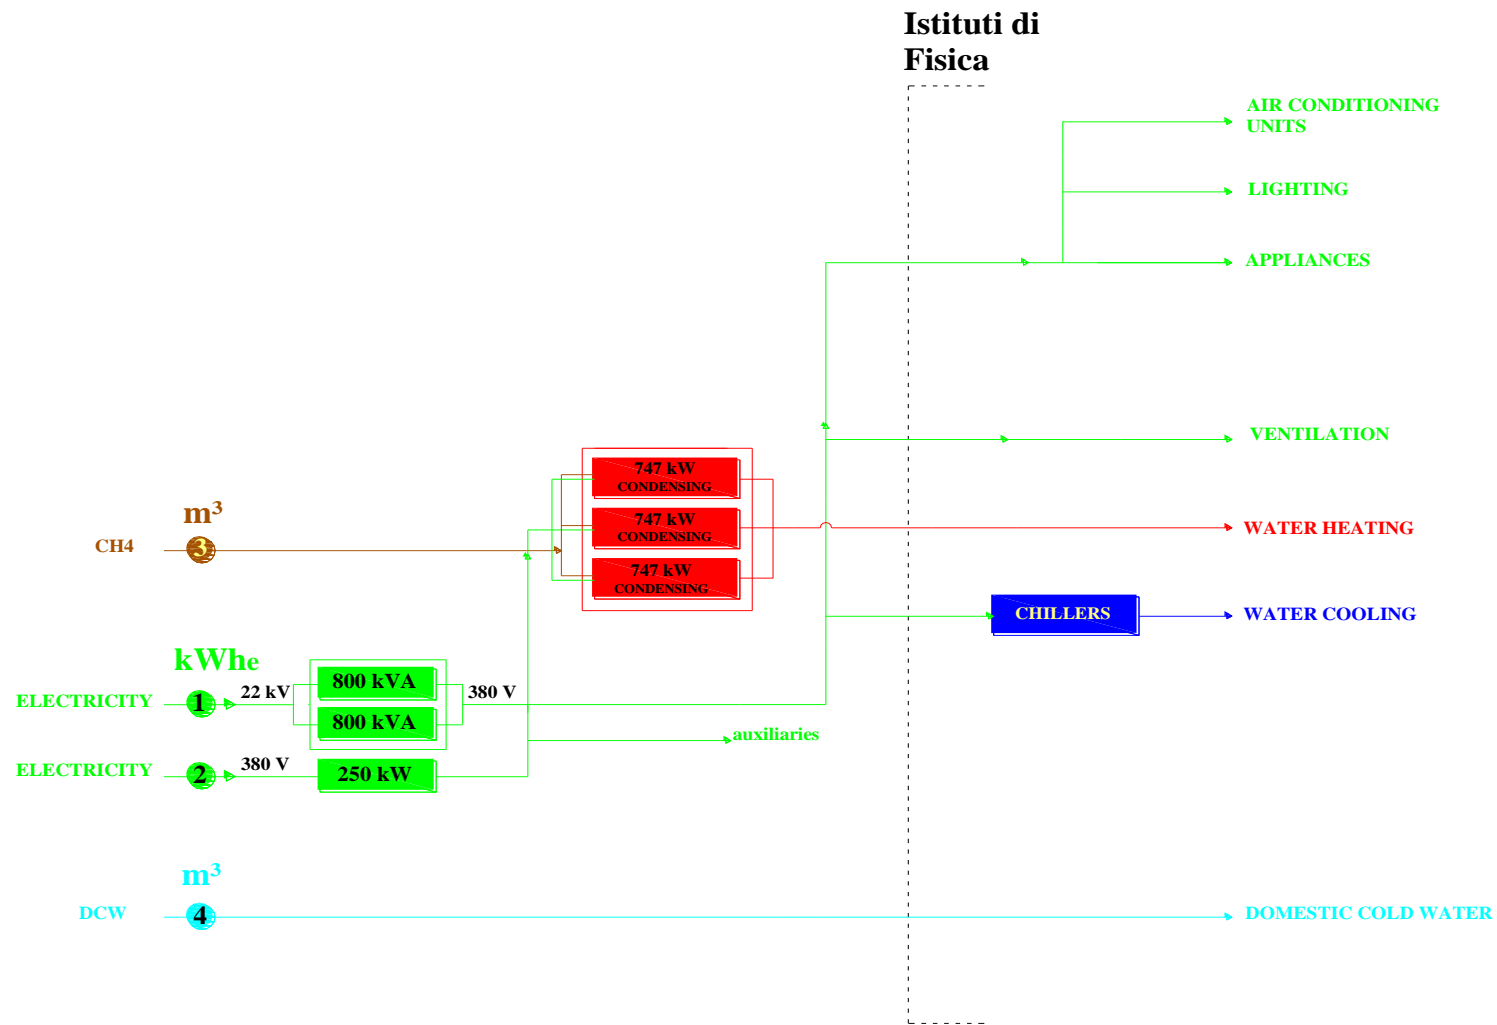 Istituti di
Fisica
AIR CONDITIONING
UNITS
LIGHTING
APPLIANCES
VENTILATION
747 kW
CONDENSING
m³
747 kW
CONDENSING
WATER HEATING
CH4
3
747 kW
CONDENSING
CHILLERS
WATER COOLING
kWhe
ELECTRICITY
1
22 kV
800 kVA
380 V
800 kVA
auxiliaries
ELECTRICITY
2
380 V
250 kW
m³
DCW
4
DOMESTIC COLD WATER